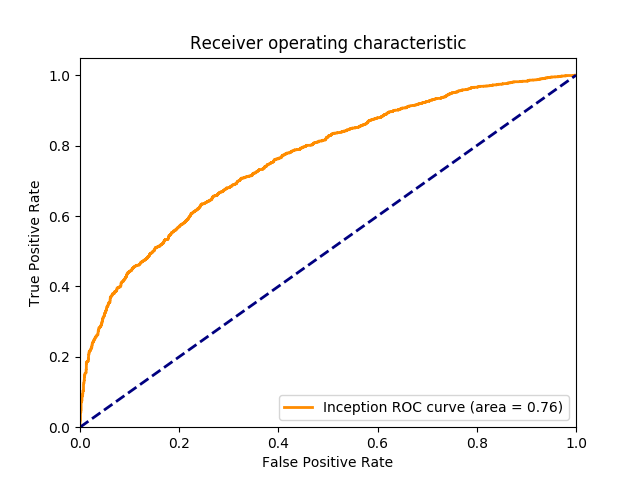 Receiver operating characteristic
1.0
0.8
0.6
0.4
0.2
0.0
True Positive Rate
Inception ROC curve (area = 0.76)
0.0 0.2 0.4 0.6 0.8 1.0
False Positive Rate